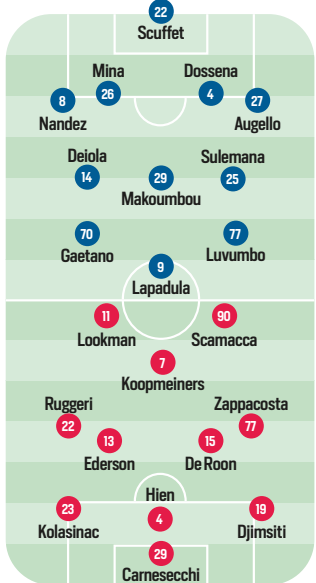 22
Scuffet
Mina Dossena
26 4
8 27
Nandez Augello
Deiola Sulemana
14 29 25
Makoumbou
70 77
Gaetano Luvumbo
9
Lapadula
11 90
Lookman Scamacca
7
Koopmeiners
Ruggeri Zappacosta
22 77
13 15
Ederson De Roon
Hien
23 4 19
Kolasinac Djimsiti
29
Carnesecchi